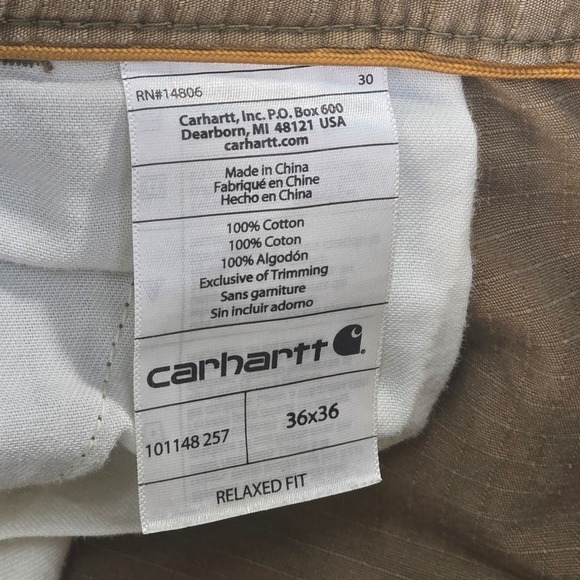 RN#14806 30
Carhartt, Inc. P.O. Box 600
Dearborn, MI 48121 USA
carhartt.com
Made in China
Fabriqué en Chine
Hecho en China
100% Cotton
100% Coton
100% Algodón
Exclusive of Trimming
Sans garniture
Sin incluir adorno
carhartt
101148 257 36x36
RELAXED FIT